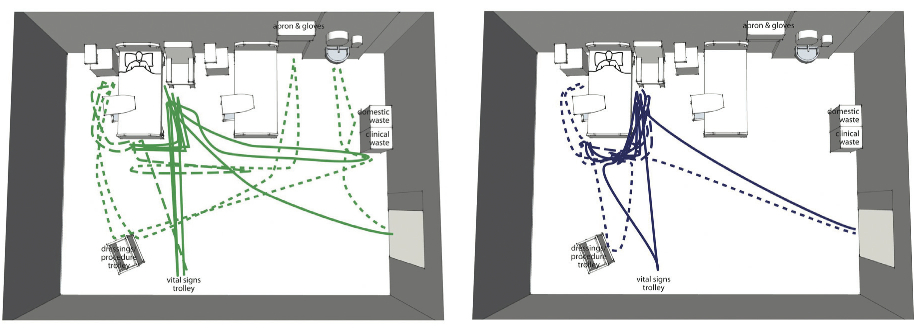 apron & gloves
domestic
waste
clinical
waste
dressings/
procedure
trolley
vital signs
trolley
apron & gloves
domestic
waste
clinical
waste
dressings/
procedure
trolley
vital signs
trolley